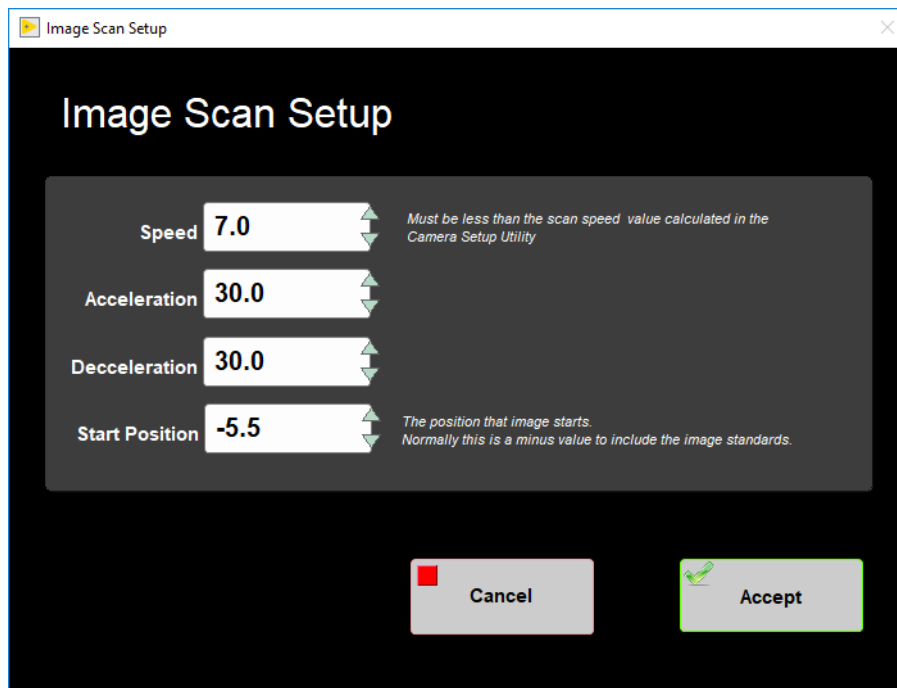 Image Scan Setup
Image Scan Setup
Speed 7.0
Must be less than the scan speed value calculated in the
Camera Setup Utility
Acceleration 30.0
Decceleration 30.0
Start Position -5.5
The position that image starts.
Normally this is a minus value to include the image standards.
Cancel
Accept